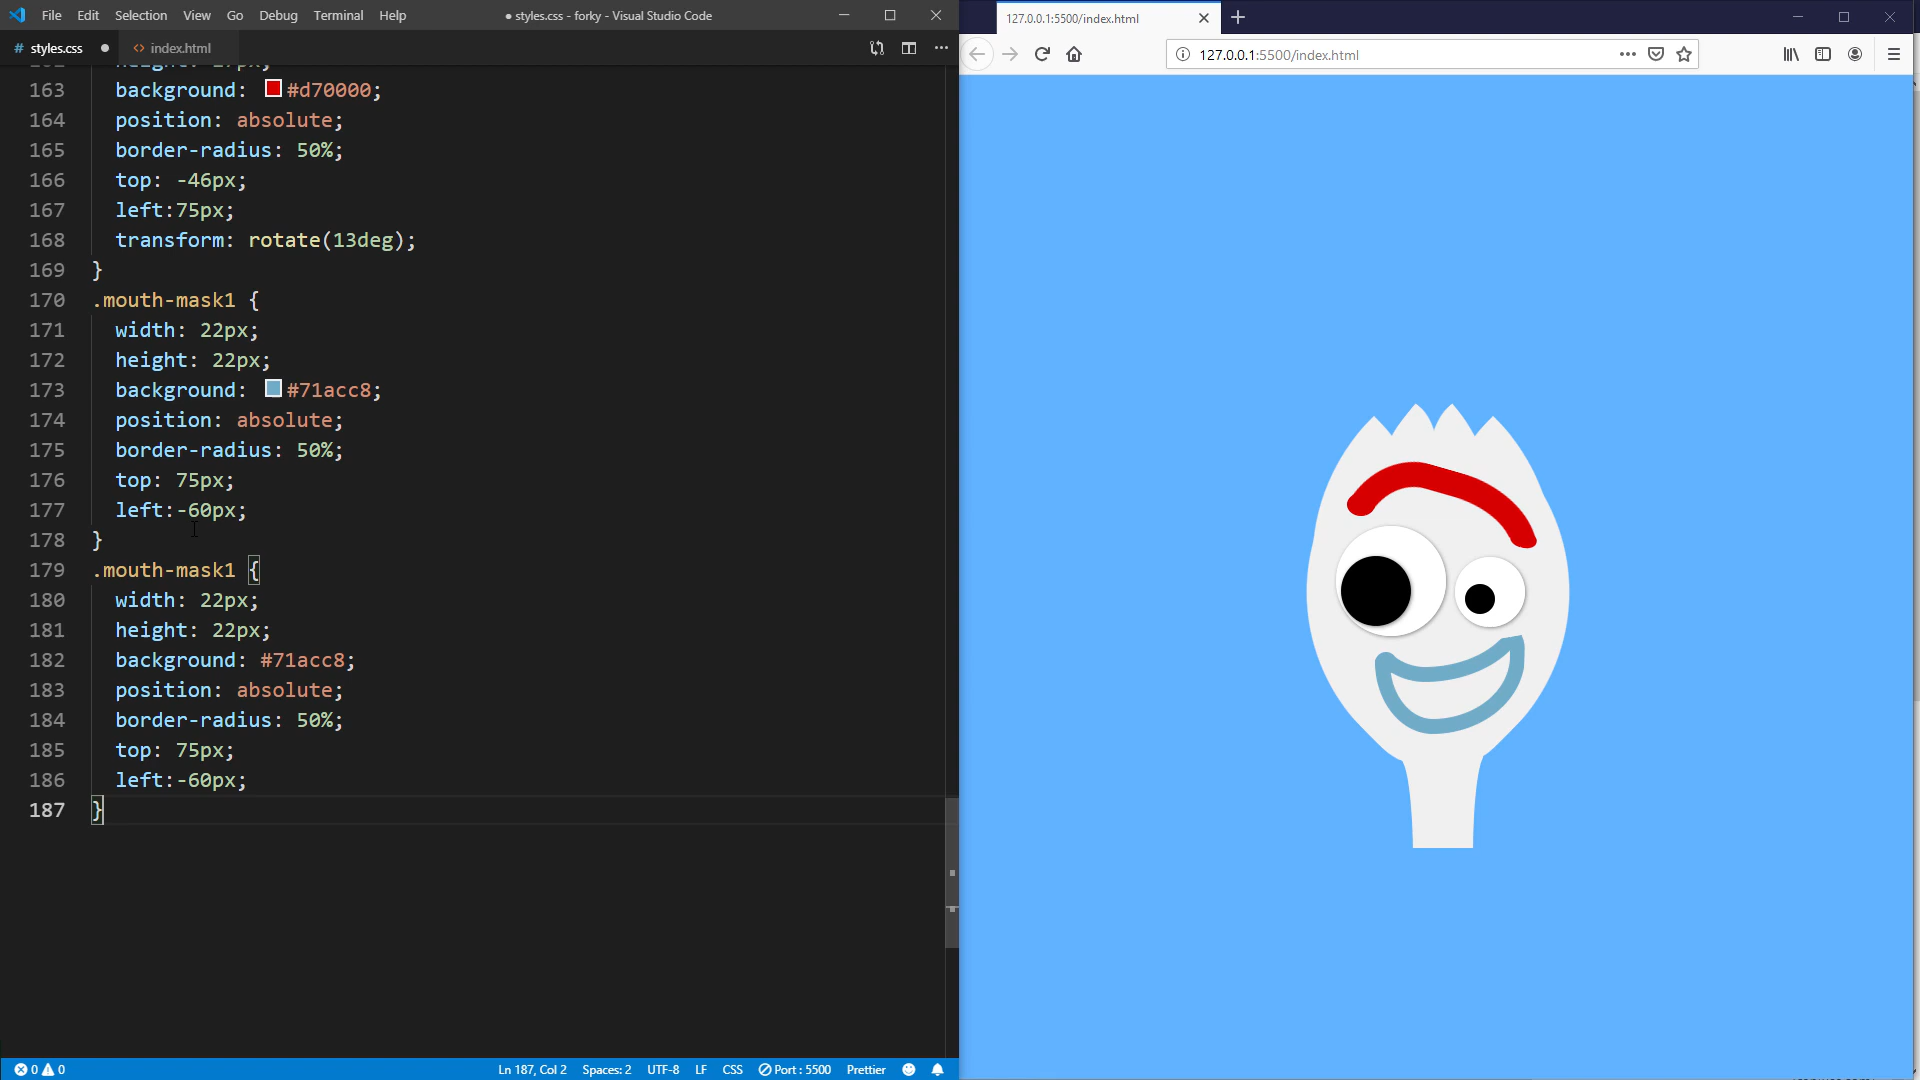 File Edit Selection View Go Debug Terminal Help ● styles.css - forky - Visual Studio Code
# styles.css ● <> index.html
163 background: #d70000;
164 position: absolute;
165 border-radius: 50%;
166 top: -46px;
167 left:75px;
168 transform: rotate(13deg);
169 }
170 .mouth-mask1 {
171 width: 22px;
172 height: 22px;
173 background: #71acc8;
174 position: absolute;
175 border-radius: 50%;
176 top: 75px;
177 left:-60px;
178 }
179 .mouth-mask1 {
180 width: 22px;
181 height: 22px;
182 background: #71acc8;
183 position: absolute;
184 border-radius: 50%;
185 top: 75px;
186 left:-60px;
187 }
0 0 Ln 187, Col 2 Spaces: 2 UTF-8 LF CSS Port : 5500 Prettier
127.0.0.1:5500/index.html
127.0.0.1:5500/index.html